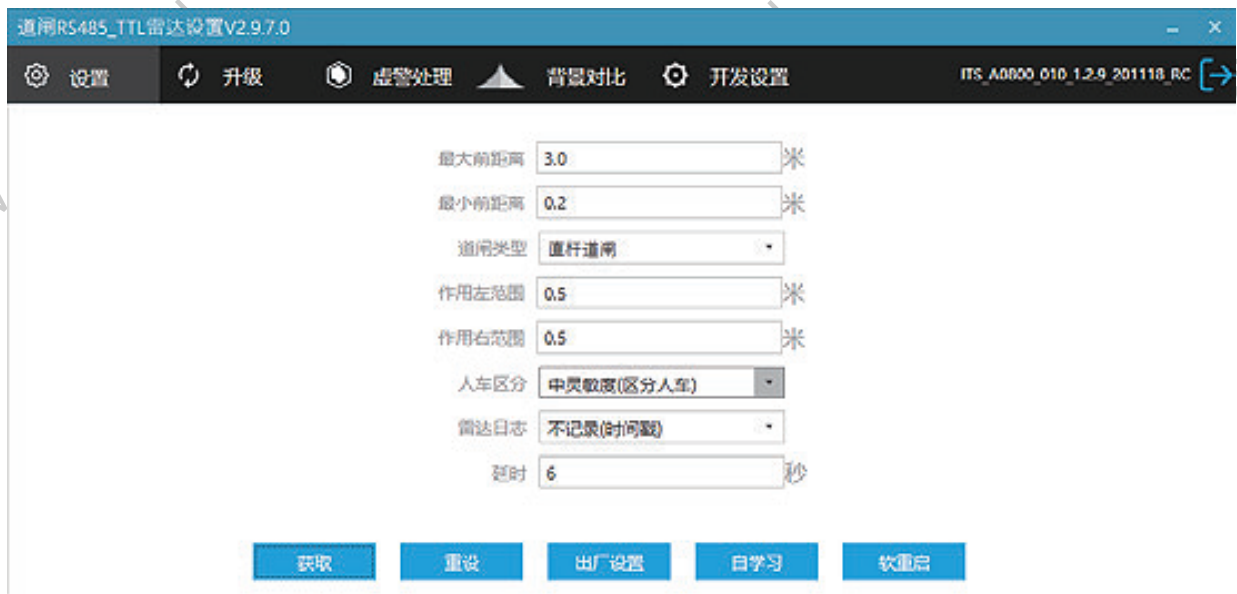 道闸RS485_TTL雷达设置V2.9.7.0
设置 升级 虚警处理 背景对比 开发设置 ITS_A0800_010_1.2.9_201118_RC
最大前距离 3.0 米
最小前距离 0.2 米
道闸类型 直杆道闸
作用左范围 0.5 米
作用右范围 0.5 米
人车区分 中灵敏度(区分人车)
雷达日志 不记录(时间戳)
延时 6 秒
获取 重设 出厂设置 自学习 软重启